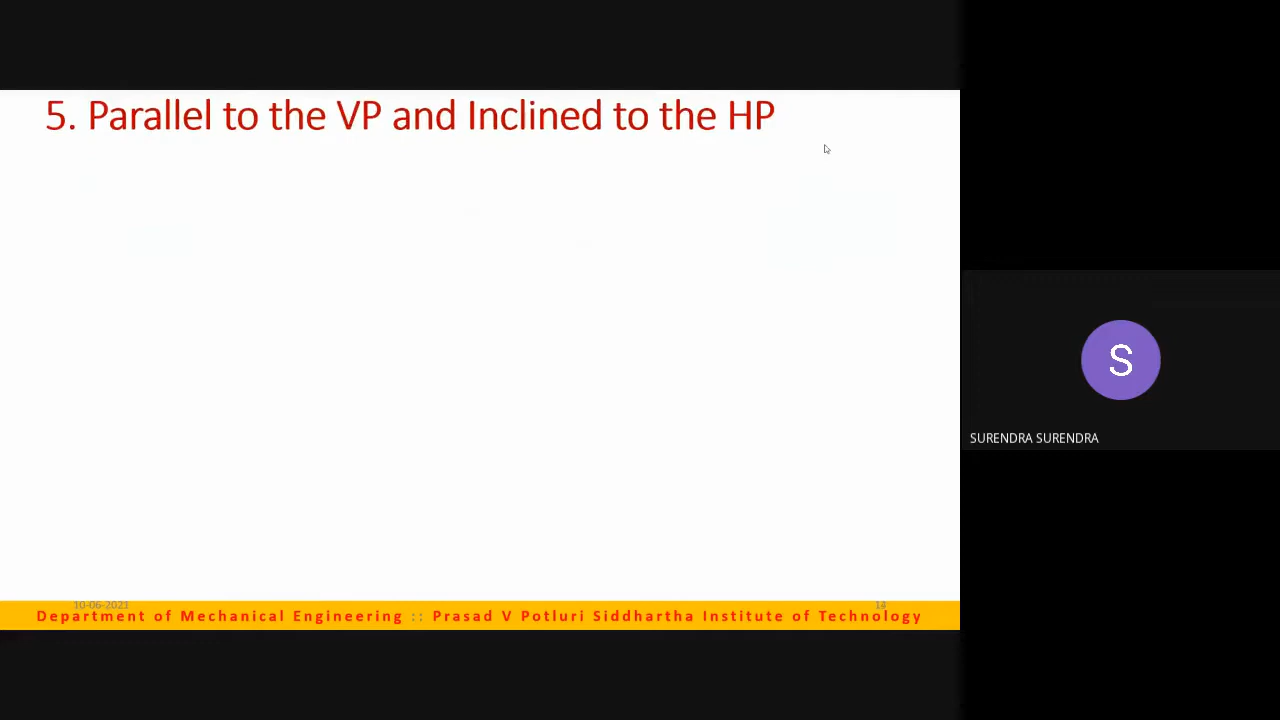 5. Parallel to the VP and Inclined to the HP
S
SURENDRA SURENDRA
10-06-2021
Department of Mechanical Engineering :: Prasad V Potluri Siddhartha Institute of Technology